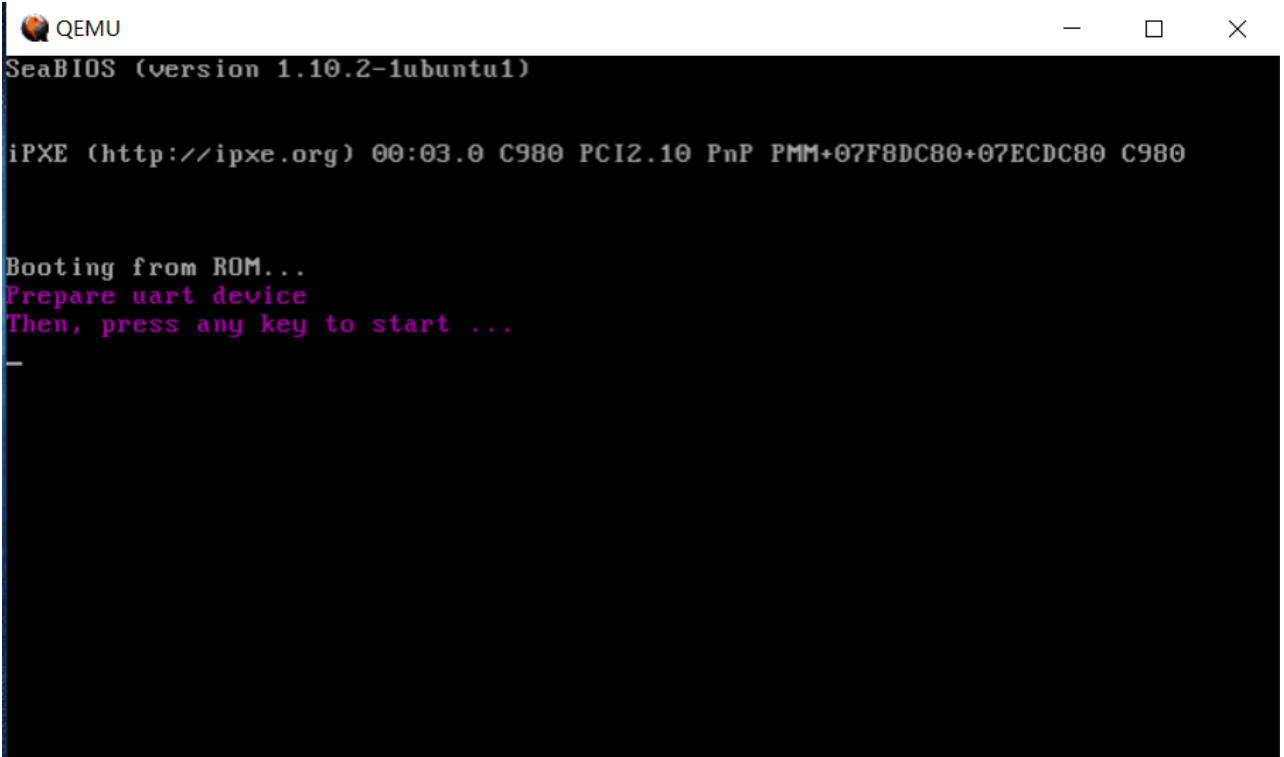 QEMU
SeaBIOS (version 1.10.2-1ubuntu1)
iPXE (http://ipxe.org) 00:03.0 C980 PCI2.10 PnP PMM+07F8DC80+07ECDC80 C980
Booting from ROM...
Prepare uart device
Then, press any key to start ...